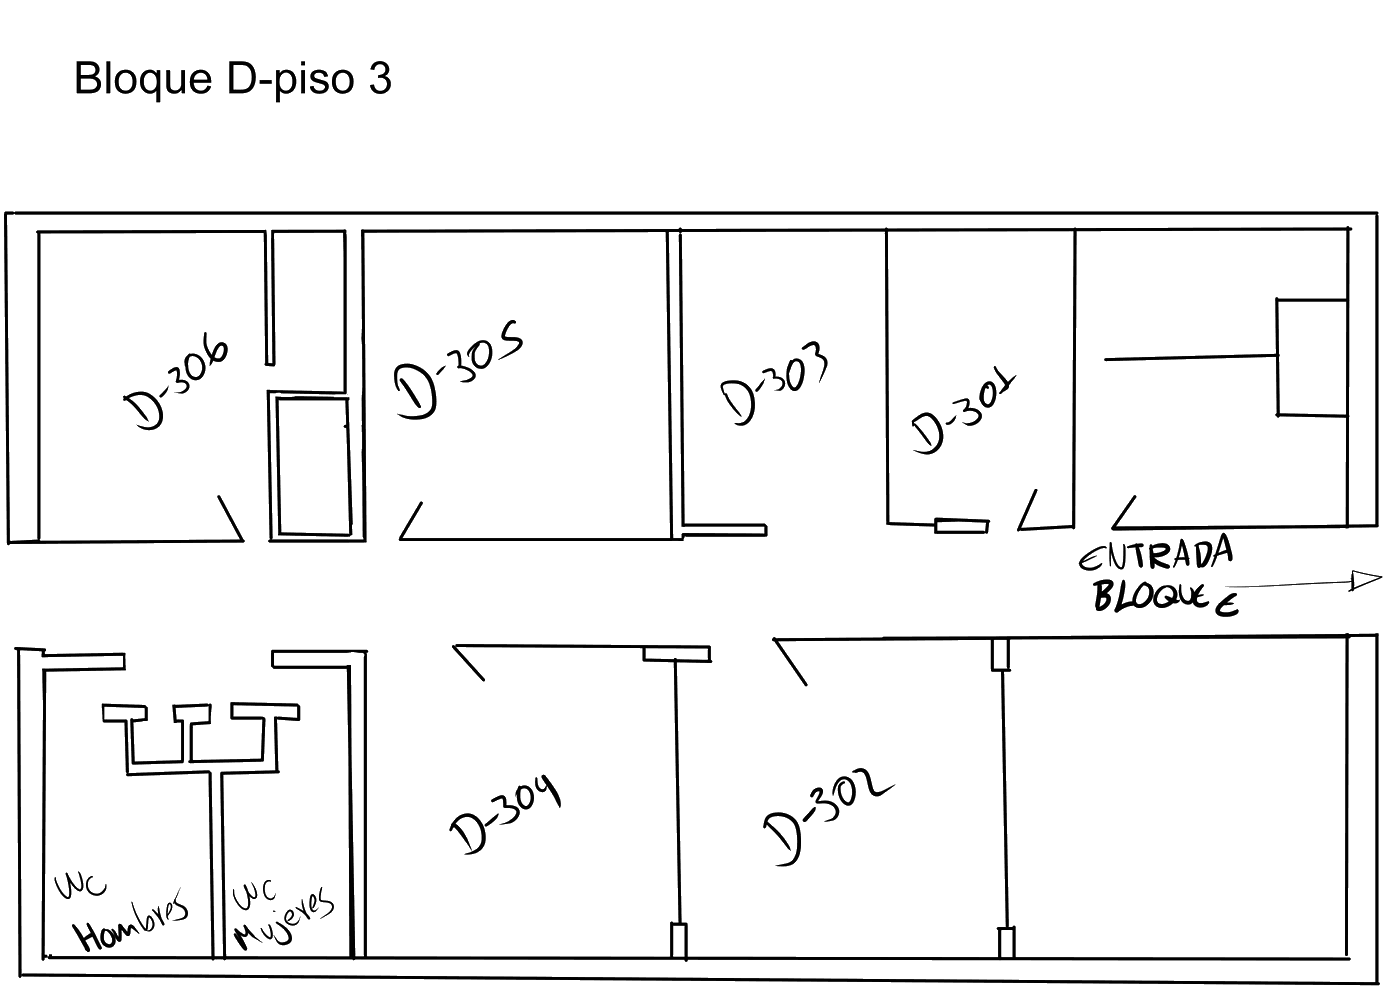 Bloque D-piso 3
D-306
D-305
D-303
D-301
ENTRADA
BLOQUE E
D-304
D-302
WC
Hombres
WC
Mujeres